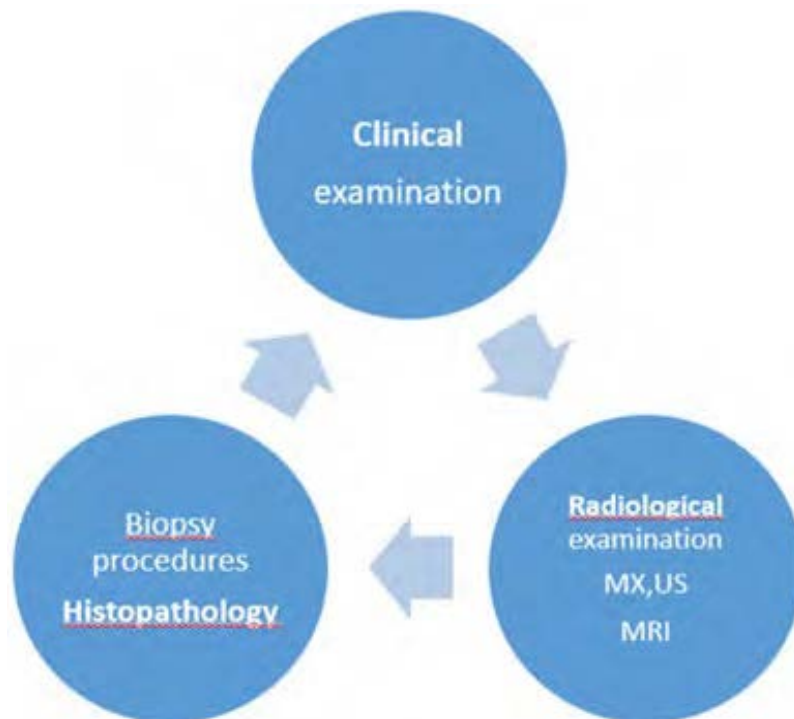 Clinical
examination
Radiological
examination
MX,US
MRI
Biopsy
procedures
Histopathology